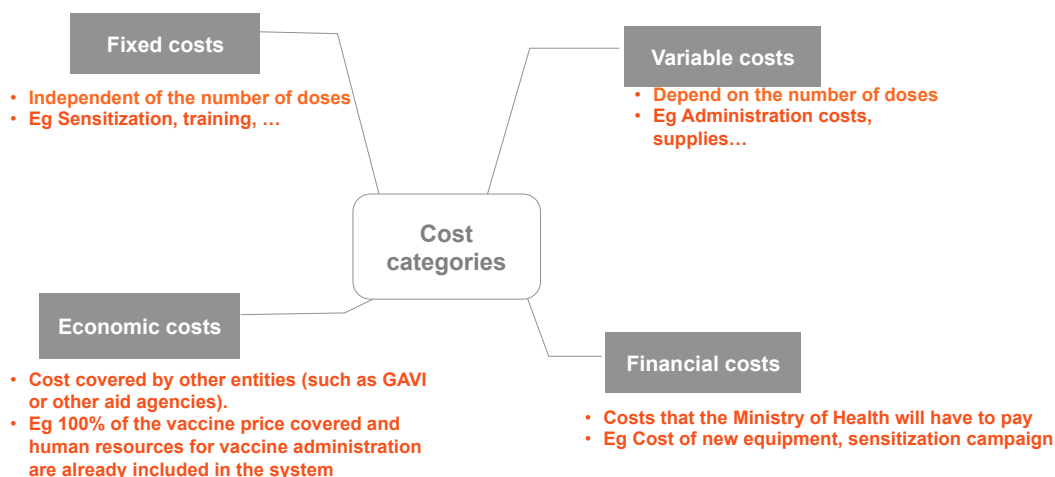 Fixed costs
• Independent of the number of doses
• Eg Sensitization, training, …
Variable costs
• Depend on the number of doses
• Eg Administration costs,
supplies…
Cost
categories
Economic costs
• Cost covered by other entities (such as GAVI
or other aid agencies).
• Eg 100% of the vaccine price covered and
human resources for vaccine administration
are already included in the system
Financial costs
• Costs that the Ministry of Health will have to pay
• Eg Cost of new equipment, sensitization campaign